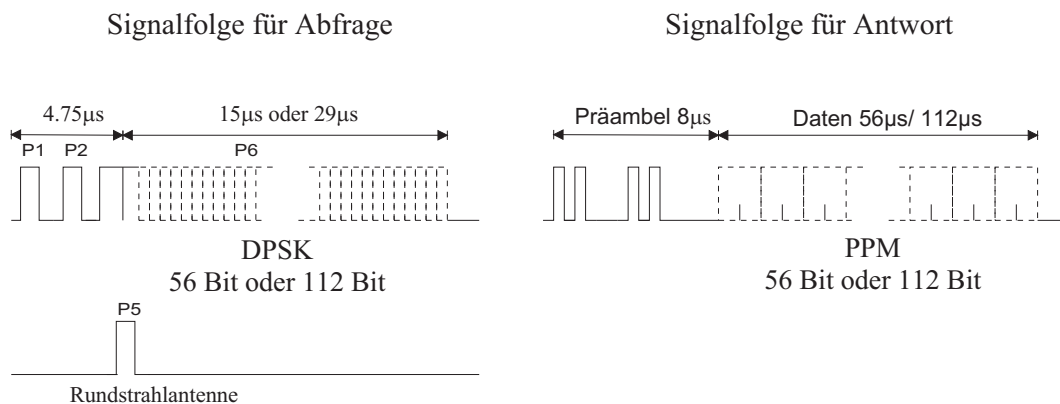 Signalfolge für Abfrage
Signalfolge für Antwort
4.75µs
15µs oder 29µs
P1
P2
P6
DPSK
56 Bit oder 112 Bit
P5
Rundstrahlantenne
Präambel 8µs
Daten 56µs/ 112µs
PPM
56 Bit oder 112 Bit